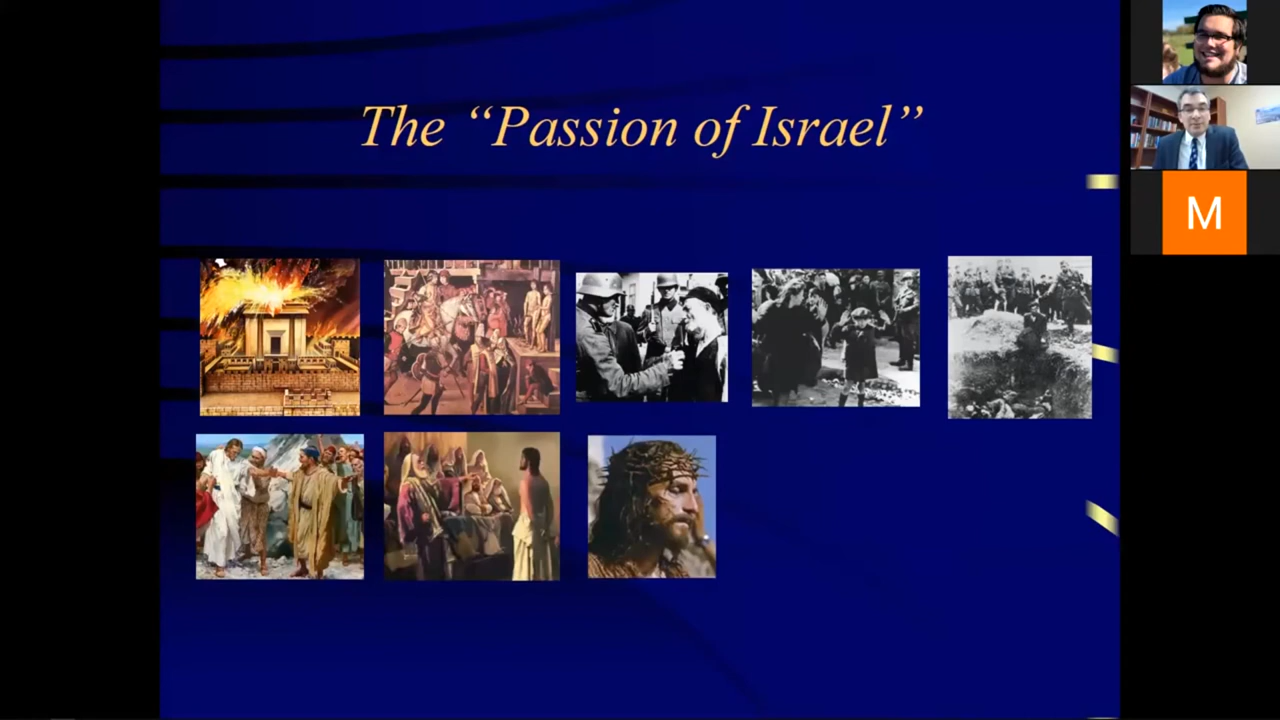 The “Passion of Israel”
M